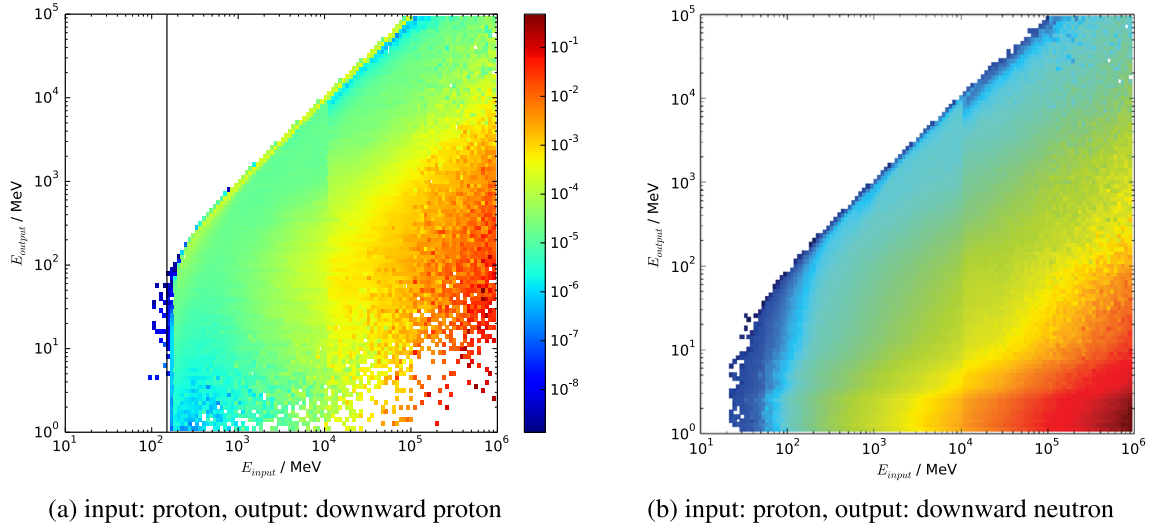 10^5
10^4
10^3
10^2
10^1
10^0
E_output / MeV
10^1 10^2 10^3 10^4 10^5 10^6
E_input / MeV
10^-1
10^-2
10^-3
10^-4
10^-5
10^-6
10^-7
10^-8
(a) input: proton, output: downward proton
10^5
10^4
10^3
10^2
10^1
10^0
E_output / MeV
10^1 10^2 10^3 10^4 10^5 10^6
E_input / MeV
(b) input: proton, output: downward neutron